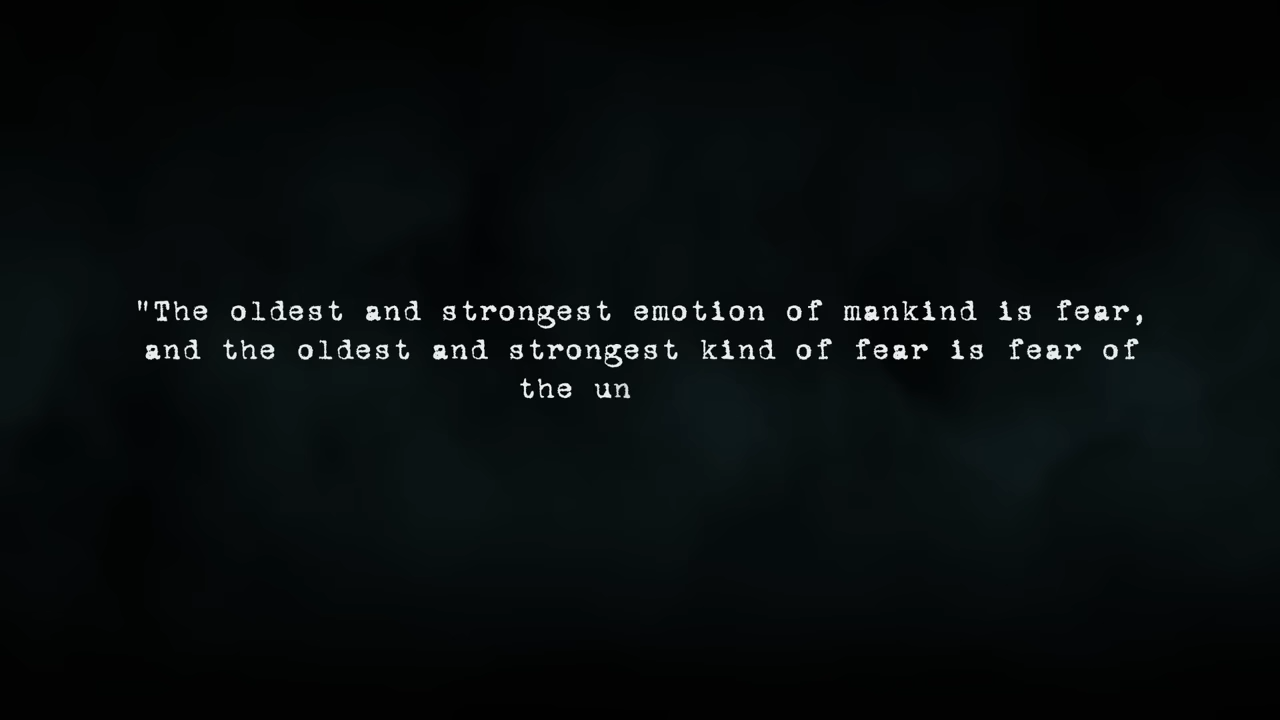 "The oldest and strongest emotion of mankind is fear,
and the oldest and strongest kind of fear is fear of
the un